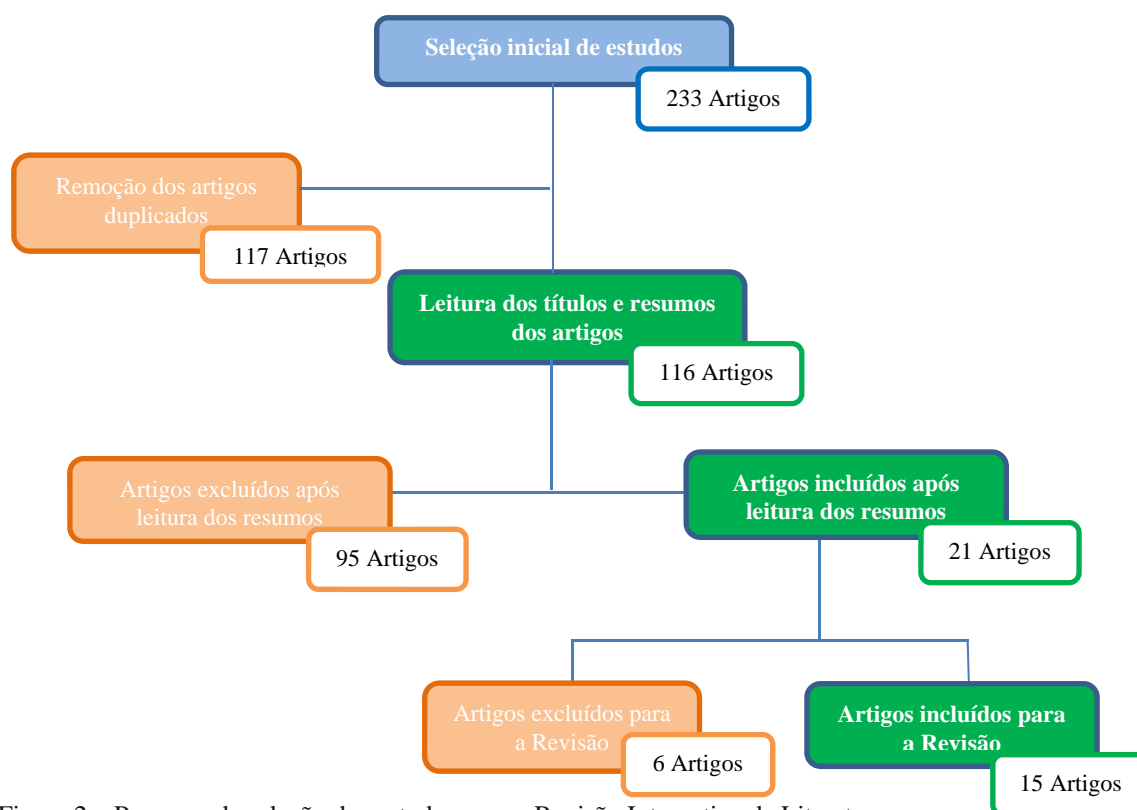 Seleção inicial de estudos
233 Artigos
Remoção dos artigos
duplicados
117 Artigos
Leitura dos títulos e resumos
dos artigos
116 Artigos
Artigos excluídos após
leitura dos resumos
95 Artigos
Artigos incluídos após
leitura dos resumos
21 Artigos
Artigos excluídos para
a Revisão
6 Artigos
Artigos incluídos para
a Revisão
15 Artigos